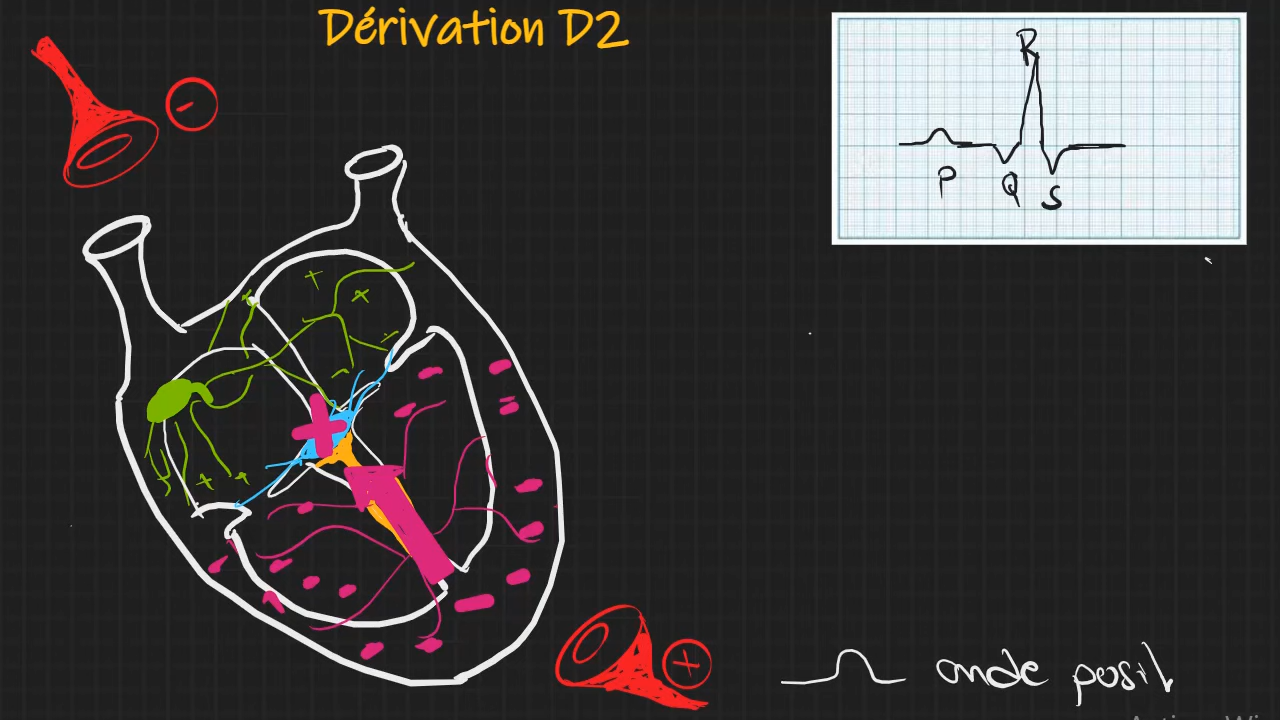 Dérivation D2
-
R
P Q S
+
onde posit